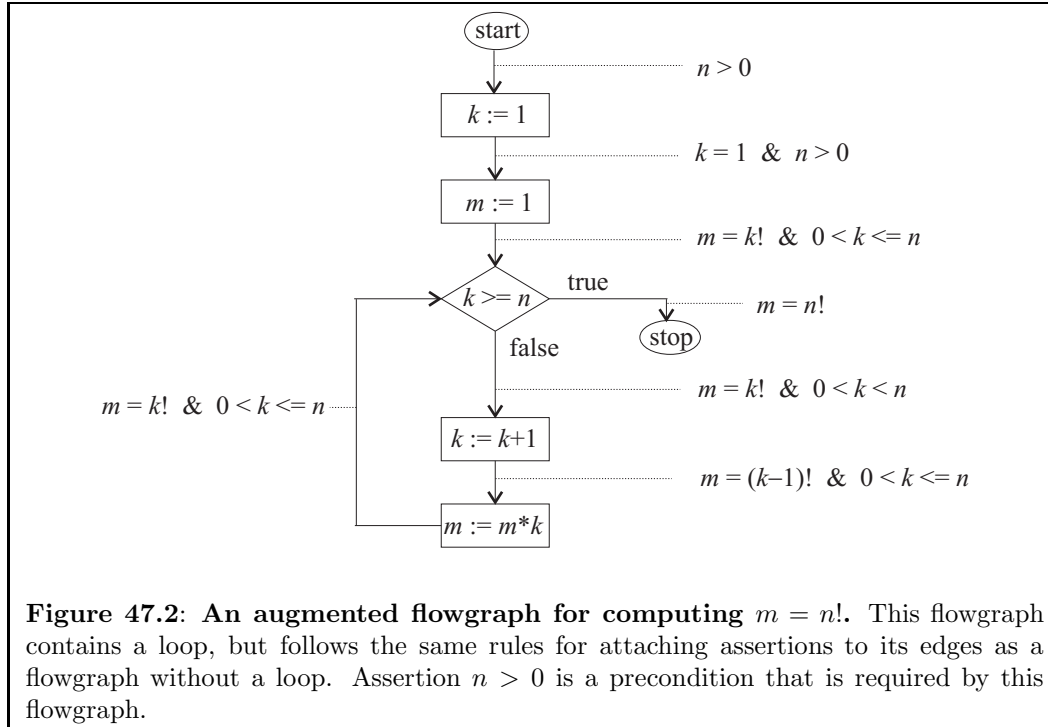 start
n > 0
k := 1
k = 1 & n > 0
m := 1
m = k! & 0 < k <= n
k >= n
true
m = n!
stop
false
m = k! & 0 < k < n
m = k! & 0 < k <= n
k := k+1
m = (k–1)! & 0 < k <= n
m := m*k
Figure 47.2: An augmented flowgraph for computing m = n!. This flowgraph
contains a loop, but follows the same rules for attaching assertions to its edges as a
flowgraph without a loop. Assertion n > 0 is a precondition that is required by this
flowgraph.